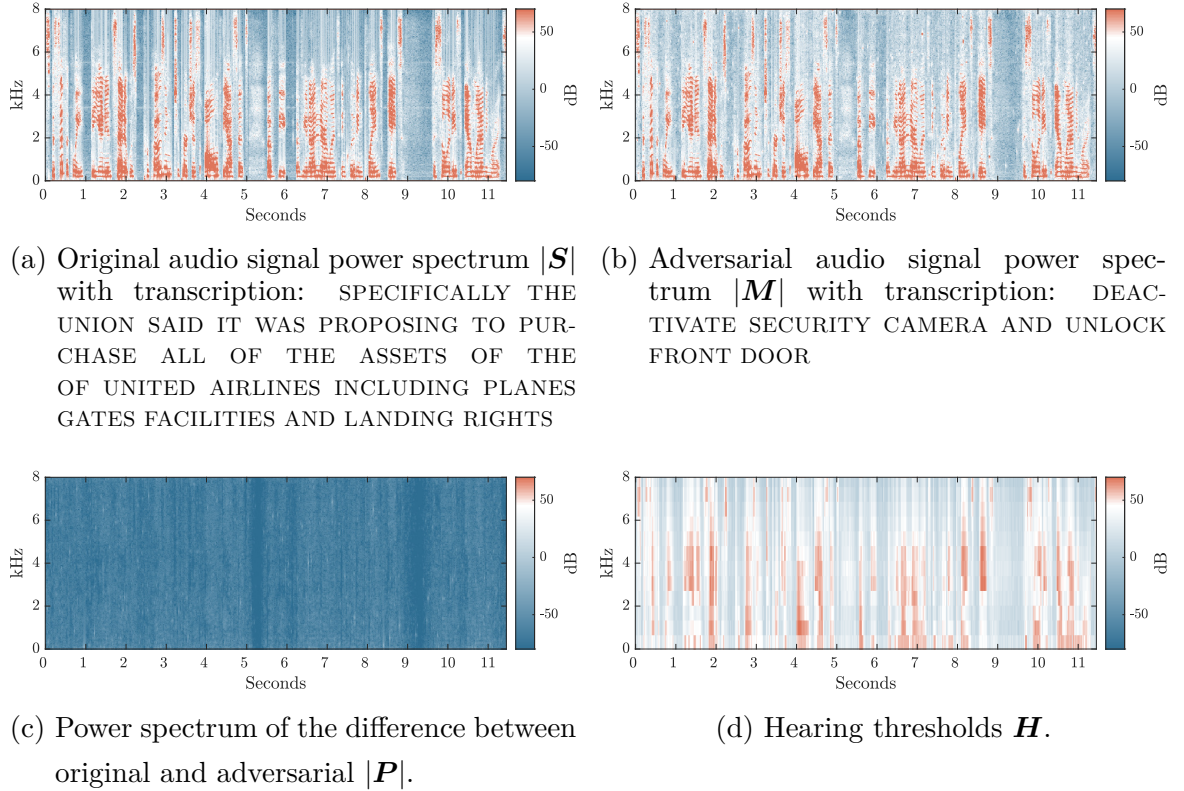 8
6
4
2
0
kHz
0 1 2 3 4 5 6 7 8 9 10 11
Seconds
50
0
-50
dB
8
6
4
2
0
kHz
0 1 2 3 4 5 6 7 8 9 10 11
Seconds
50
0
-50
dB
(a) Original audio signal power spectrum |S|
with transcription: SPECIFICALLY THE
UNION SAID IT WAS PROPOSING TO PUR-
CHASE ALL OF THE ASSETS OF THE
OF UNITED AIRLINES INCLUDING PLANES
GATES FACILITIES AND LANDING RIGHTS
(b) Adversarial audio signal power spec-
trum |M| with transcription: DEAC-
TIVATE SECURITY CAMERA AND UNLOCK
FRONT DOOR
8
6
4
2
0
kHz
0 1 2 3 4 5 6 7 8 9 10 11
Seconds
50
0
-50
dB
8
6
4
2
0
kHz
0 1 2 3 4 5 6 7 8 9 10 11
Seconds
50
0
-50
dB
(c) Power spectrum of the difference between
original and adversarial |P|.
(d) Hearing thresholds H.